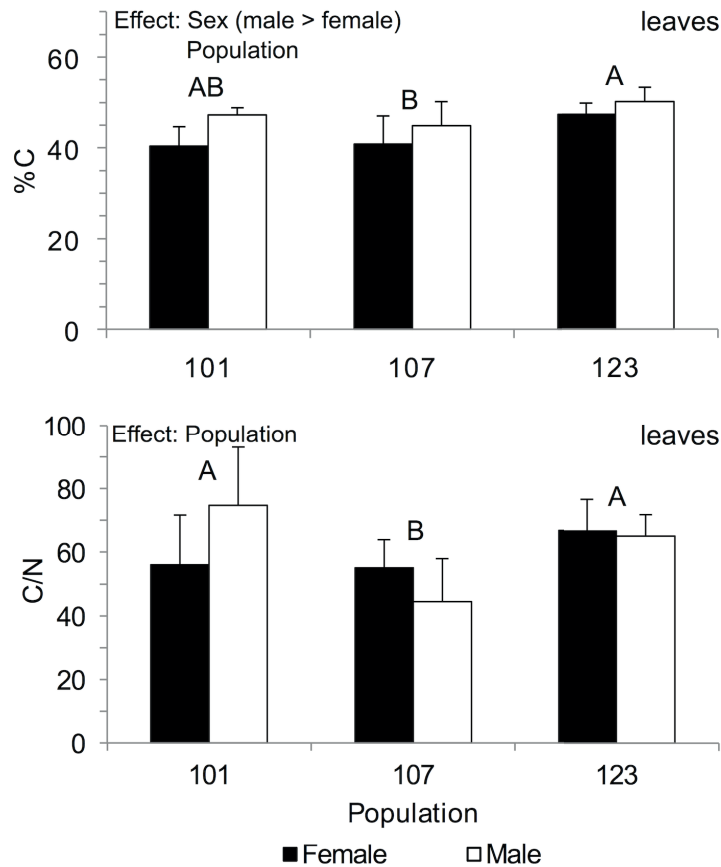 Effect: Sex (male > female)
Population
leaves
60
40
20
0
%C
AB
B
A
101
107
123
Effect: Population
leaves
100
80
60
40
20
0
C/N
A
B
A
101
107
123
Population
Female
Male